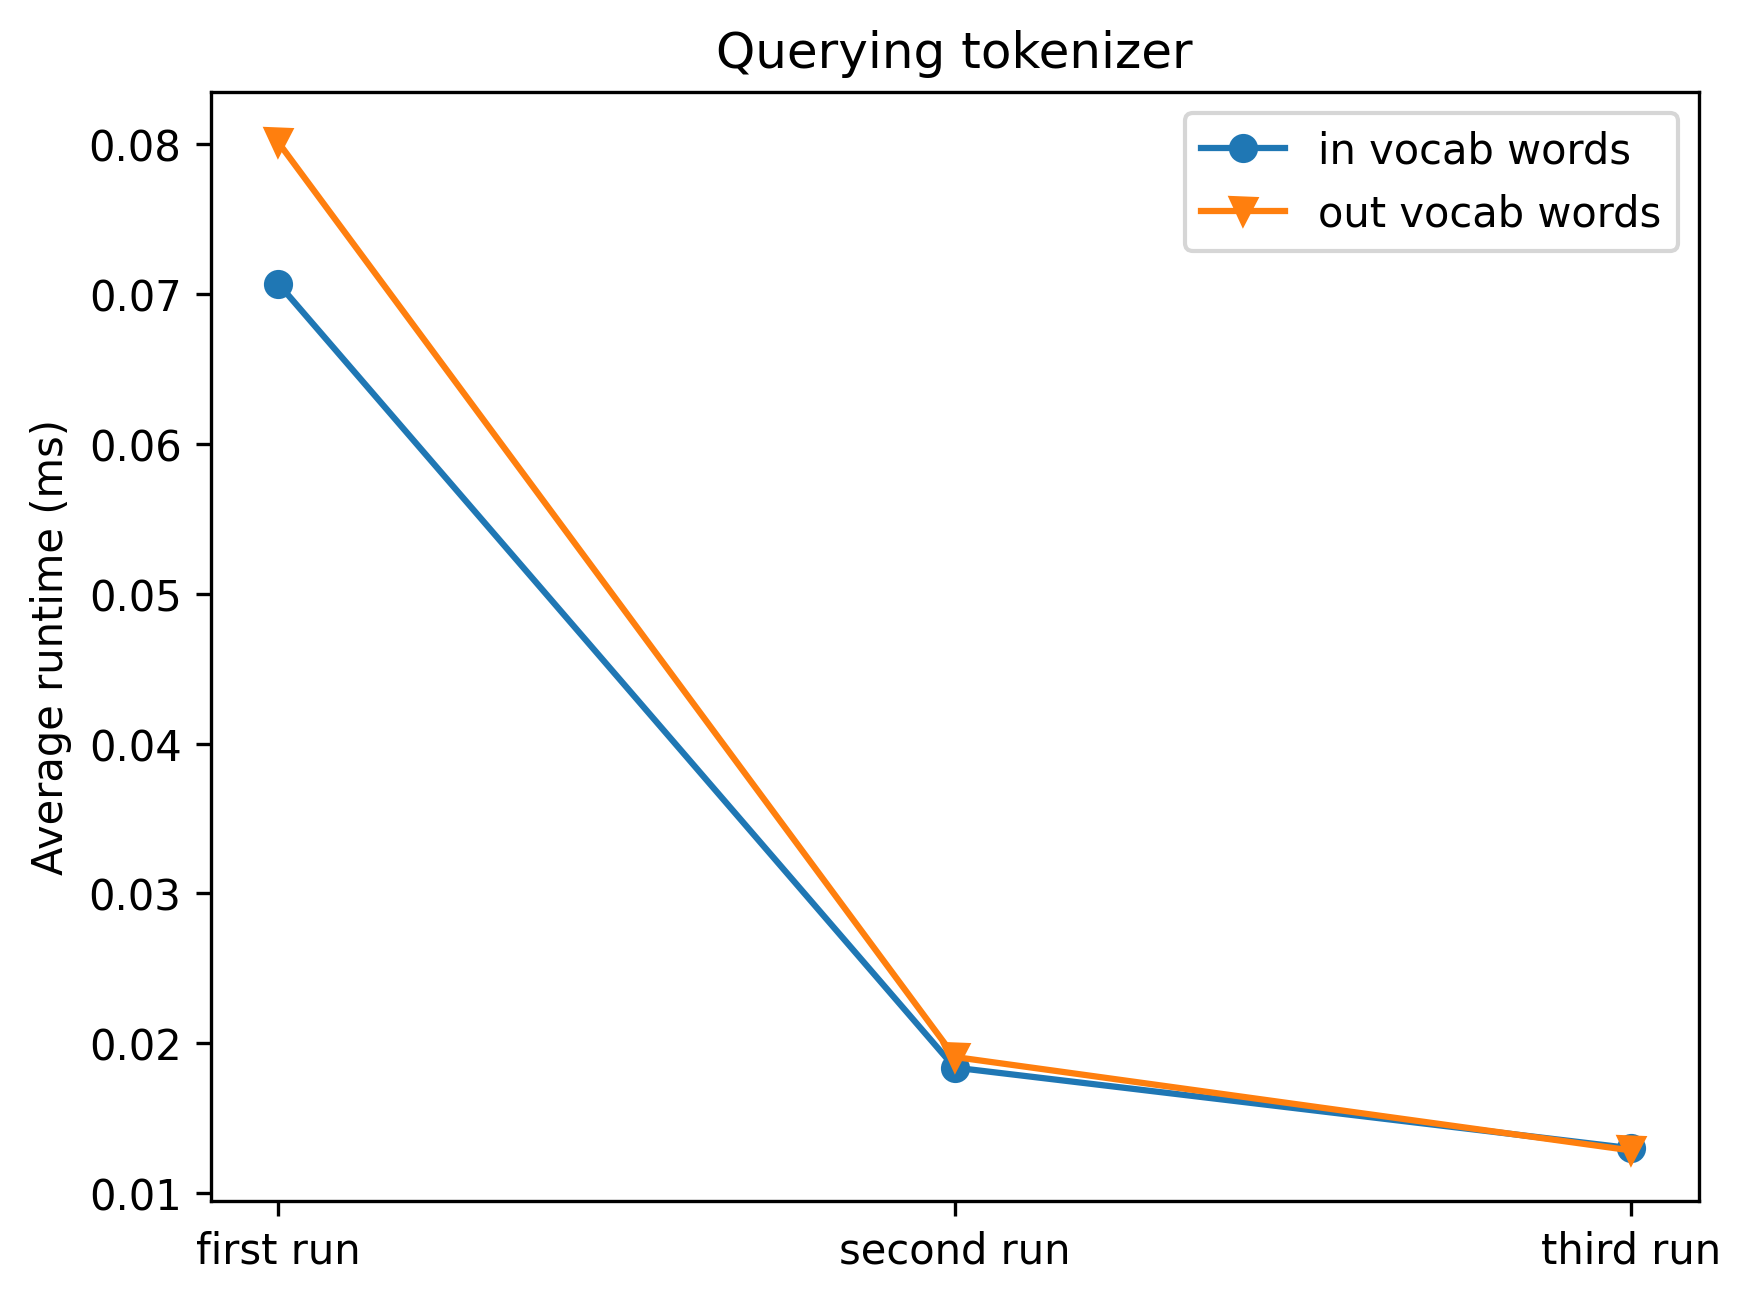 Querying tokenizer
in vocab words
out vocab words
Average runtime (ms)
0.08
0.07
0.06
0.05
0.04
0.03
0.02
0.01
first run
second run
third run